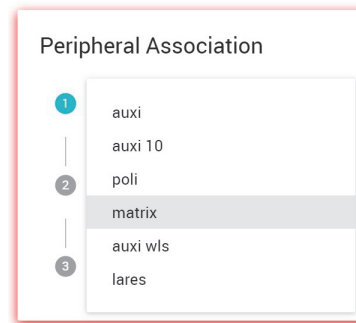 Peripheral Association
1
auxi
auxi 10
2
poli
matrix
auxi wls
3
lares